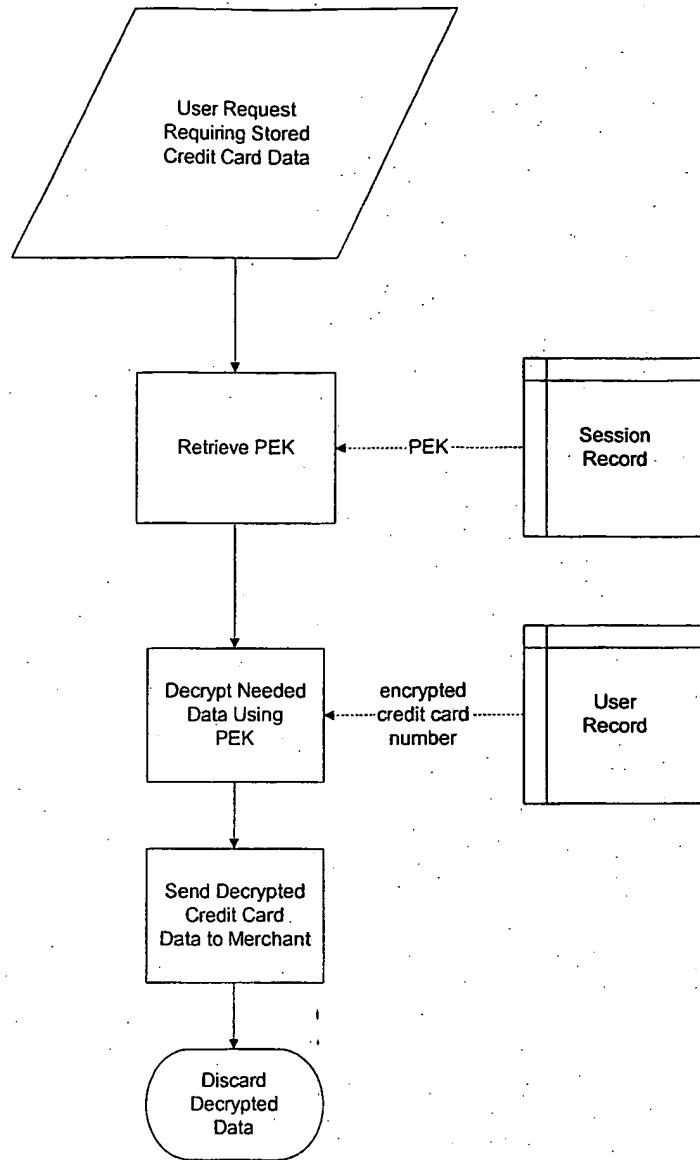 User Request
Requiring Stored
Credit Card Data
Retrieve PEK
PEK
Session
Record
Decrypt Needed
Data Using
PEK
encrypted
credit card
number
User
Record
Send Decrypted
Credit Card
Data to Merchant
Discard
Decrypted
Data